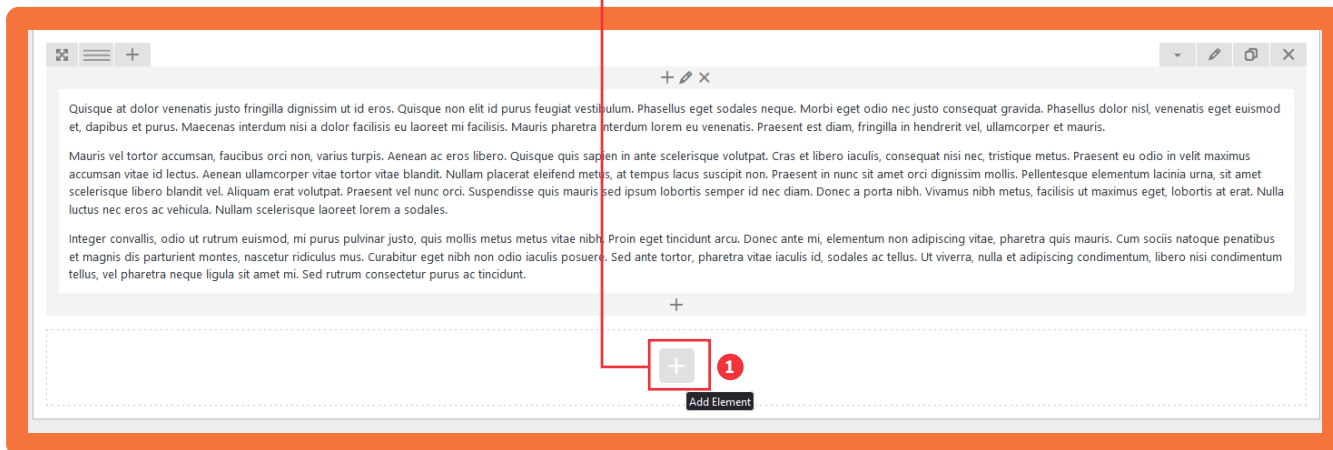 Quisque at dolor venenatis justo fringilla dignissim ut id eros. Quisque non elit id purus feugiat vestibulum. Phasellus eget sodales neque. Morbi eget odio nec justo consequat gravida. Phasellus dolor nisl, venenatis eget euismod
et, dapibus et purus. Maecenas interdum nisi a dolor facilisis eu laoreet mi facilisis. Mauris pharetra interdum lorem eu venenatis. Praesent est diam, fringilla in hendrerit vel, ullamcorper et mauris.
Mauris vel tortor accumsan, faucibus orci non, varius turpis. Aenean ac eros libero. Quisque quis sapien in ante scelerisque volutpat. Cras et libero iaculis, consequat nisi nec, tristique metus. Praesent eu odio in velit maximus
accumsan vitae id lectus. Aenean ullamcorper vitae tortor vitae blandit. Nullam placerat eleifend metus, at tempus lacus suscipit non. Praesent in nunc sit amet orci dignissim mollis. Pellentesque elementum lacinia urna, sit amet
scelerisque libero blandit vel. Aliquam erat volutpat. Praesent vel nunc orci. Suspendisse quis mauris sed ipsum lobortis semper id nec diam. Donec a porta nibh. Vivamus nibh metus, facilisis ut maximus eget, lobortis at erat. Nulla
luctus nec eros ac vehicula. Nullam scelerisque laoreet lorem a sodales.
Integer convallis, odio ut rutrum euismod, mi purus pulvinar justo, quis mollis metus metus vitae nibh. Proin eget tincidunt arcu. Donec ante mi, elementum non adipiscing vitae, pharetra quis mauris. Cum sociis natoque penatibus
et magnis dis parturient montes, nascetur ridiculus mus. Curabitur eget nibh non odio iaculis posuere. Sed ante tortor, pharetra vitae iaculis id, sodales ac tellus. Ut viverra, nulla et adipiscing condimentum, libero nisi condimentum
tellus, vel pharetra neque ligula sit amet mi. Sed rutrum consectetur purus ac tincidunt.
1
Add Element